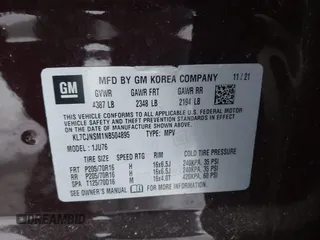 GM
MFD BY GM KOREA COMPANY 11/21
GVWR GAWR FRT GAWR RR
4387 LB 2348 LB 2194 LB
THIS VEHICLE CONFORMS TO ALL APPLICABLE U.S. FEDERAL
MOTOR VEHICLE SAFETY, BUMPER, AND THEFT PREVENTION
STANDARDS IN EFFECT ON THE DATE OF MANUFACTURE SHOWN ABOVE.
KL7CJNSM1NB504895 TYPE: MPV
MODEL: 1JU76
TIRE SIZE SPEED RTG RIM COLD TIRE PRESSURE
FRT P205/70R16 H 16x6.5J 240KPA, 35 PSI
RR P205/70R16 H 16x6.5J 240KPA, 35 PSI
SPA T125/70D16 M 16x4.0T 420KPA, 60 PSI
SEE OWNER'S MANUAL
AUTOBIDMASTER